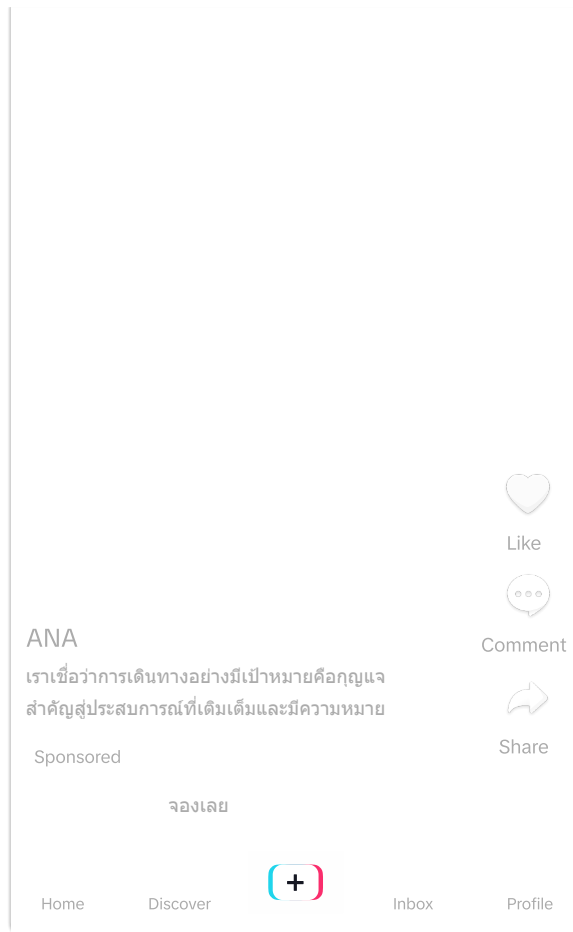 Like
Comment
ANA
เราเชื่อว่าการเดินทางอย่างมีเป้าหมายคือกุญแจ
สำคัญสู่ประสบการณ์ที่เติมเต็มและมีความหมาย
Share
Sponsored
จองเลย
Home
Discover
Inbox
Profile